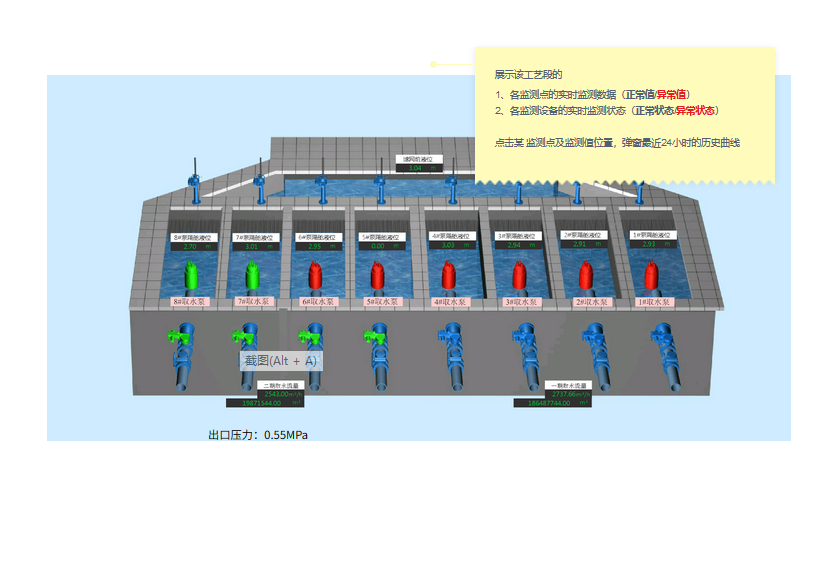 展示该工艺段的
1、各监测点的实时监测数据（正常值/异常值）
2、各监测设备的实时监测状态（正常状态/异常状态）
点击某 监测点及监测值位置，弹窗最近24小时的历史曲线
3.04 m
8#泵隔舱液位
2.70 m
7#泵隔舱液位
3.01 m
6#泵隔舱液位
2.95 m
5#泵隔舱液位
0.00 m
4#泵隔舱液位
3.03 m
3#泵隔舱液位
2.94 m
2#泵隔舱液位
2.91 m
1#泵隔舱液位
2.93 m
8#取水泵
7#取水泵
6#取水泵
5#取水泵
4#取水泵
3#取水泵
2#取水泵
1#取水泵
截图(Alt + A)
二期取水流量
2543.00 m³/h
19871544.00 m³
一期取水流量
2737.66 m³/h
186487744.00 m³
出口压力：0.55MPa